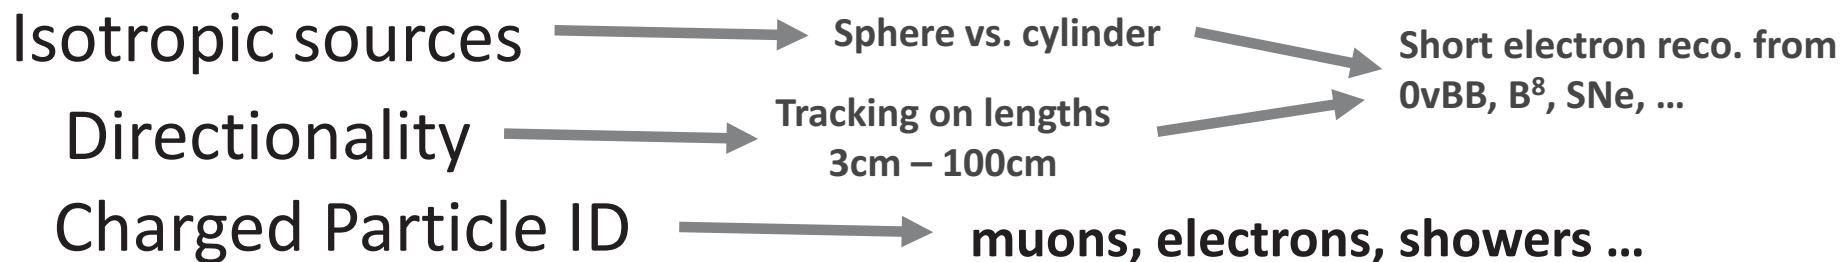 Isotropic sources
Sphere vs. cylinder
Short electron reco. from
0vBB, B⁸, SNe, …
Directionality
Tracking on lengths
3cm – 100cm
Charged Particle ID
muons, electrons, showers …